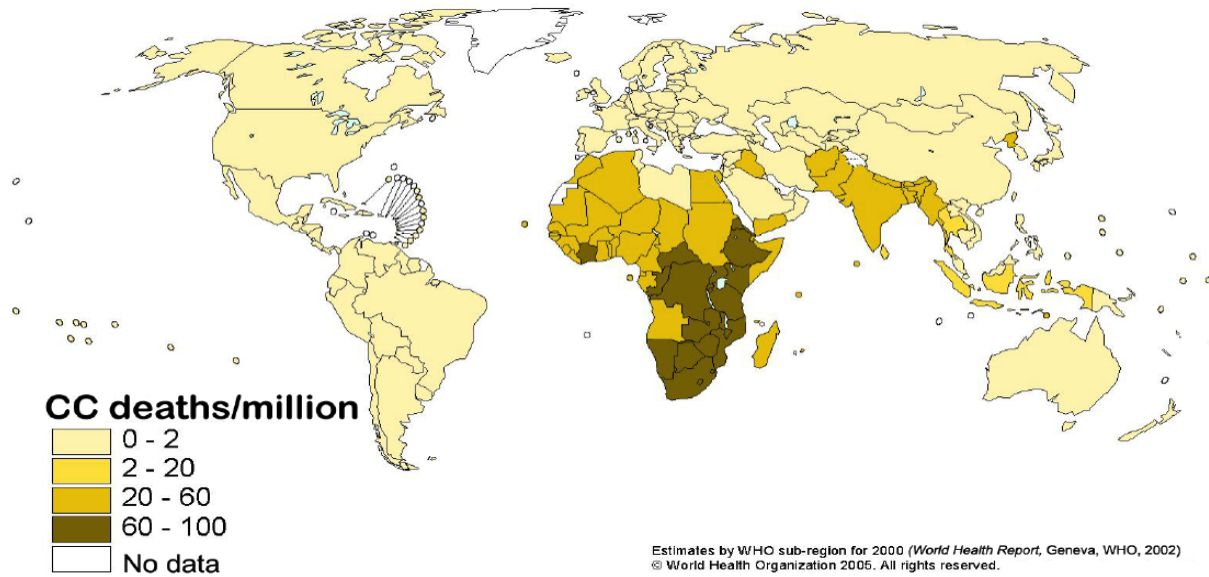 CC deaths/million
0 - 2
2 - 20
20 - 60
60 - 100
No data
Estimates by WHO sub-region for 2000 (World Health Report, Geneva, WHO, 2002)
© World Health Organization 2005. All rights reserved.